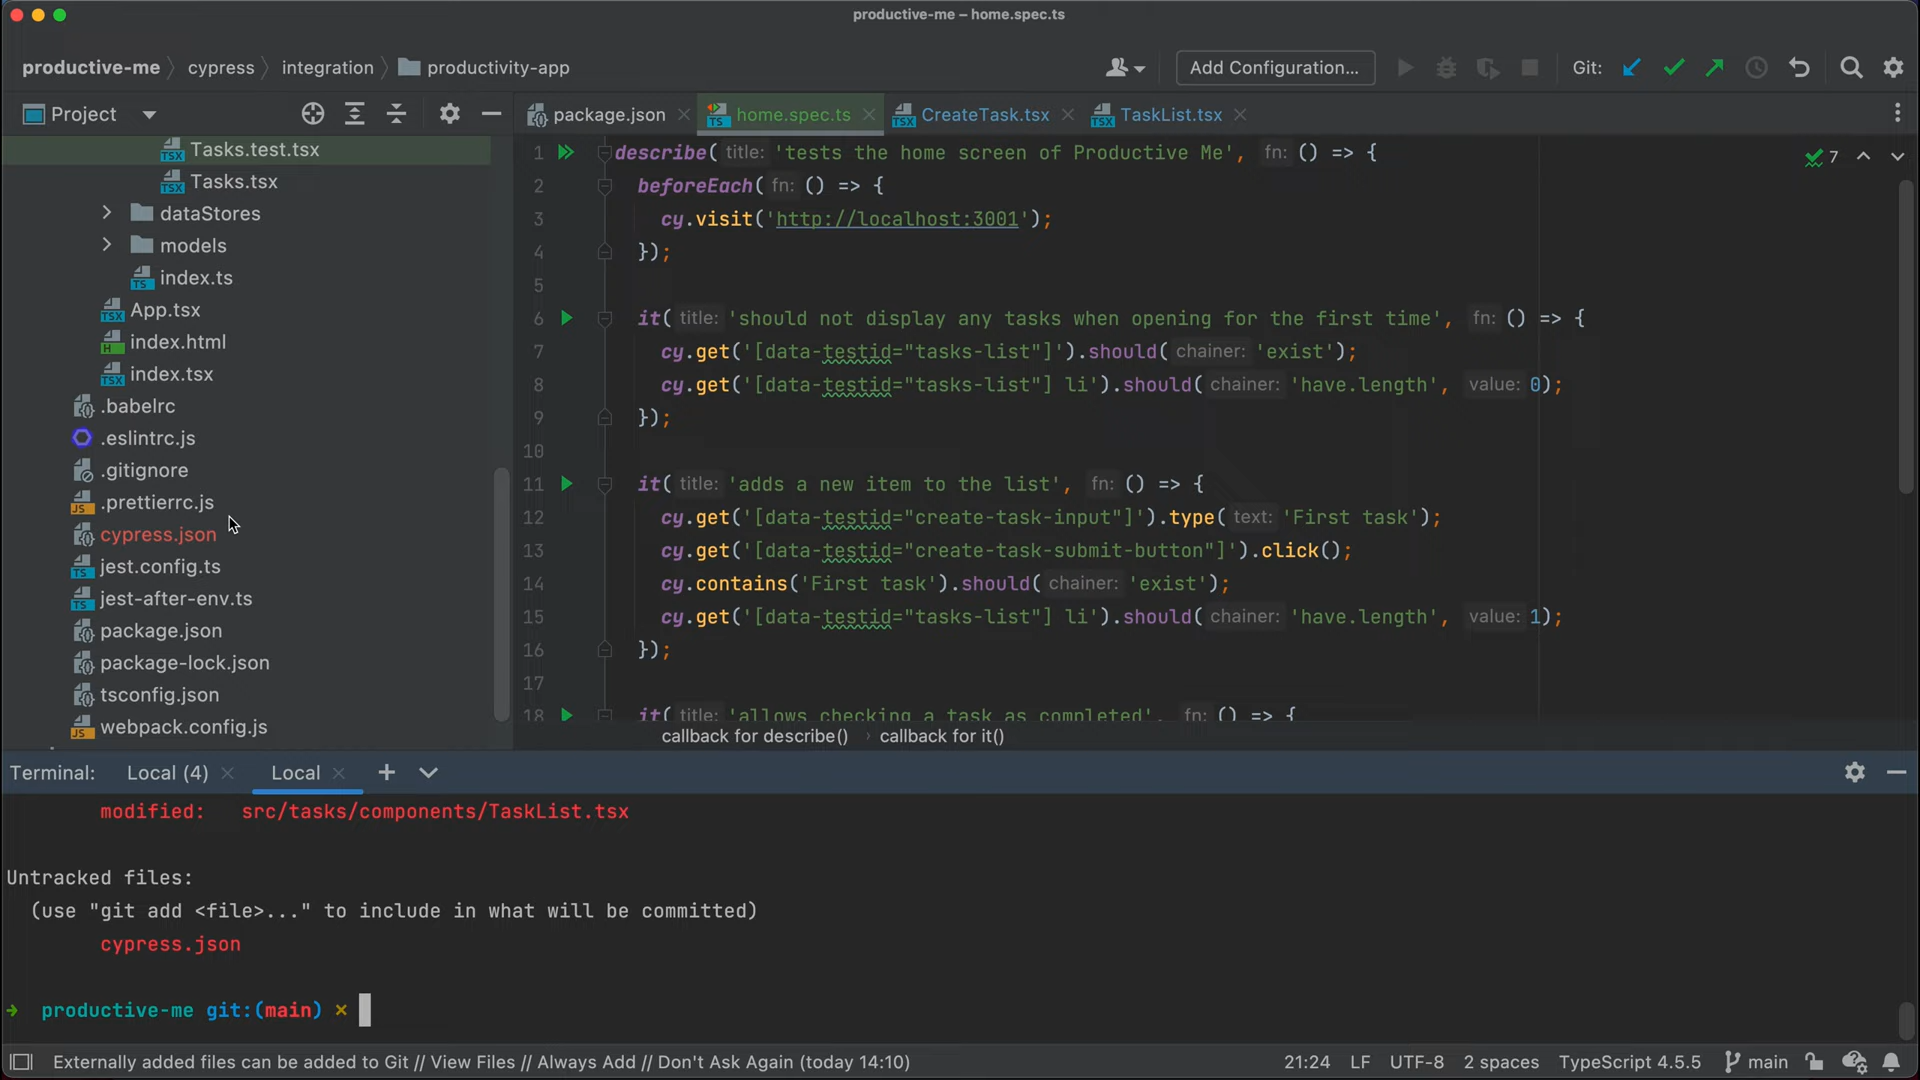 productive-me – home.spec.ts
productive-me cypress integration productivity-app
Add Configuration... Git:
Project
package.json home.spec.ts CreateTask.tsx TaskList.tsx
Tasks.test.tsx
Tasks.tsx
dataStores
models
index.ts
App.tsx
index.html
index.tsx
.babelrc
.eslintrc.js
.gitignore
.prettierrc.js
cypress.json
jest.config.ts
jest-after-env.ts
package.json
package-lock.json
tsconfig.json
webpack.config.js
7
1 describe( title: 'tests the home screen of Productive Me', fn: () => {
2 beforeEach( fn: () => {
3 cy.visit('http://localhost:3001');
4 });
5
6 it( title: 'should not display any tasks when opening for the first time', fn: () => {
7 cy.get('[data-testid="tasks-list"]').should( chainer: 'exist');
8 cy.get('[data-testid="tasks-list"] li').should( chainer: 'have.length', value: 0);
9 });
10
11 it( title: 'adds a new item to the list', fn: () => {
12 cy.get('[data-testid="create-task-input"]').type( text: 'First task');
13 cy.get('[data-testid="create-task-submit-button"]').click();
14 cy.contains('First task').should( chainer: 'exist');
15 cy.get('[data-testid="tasks-list"] li').should( chainer: 'have.length', value: 1);
16 });
17
18 it( title: 'allows checking a task as completed', fn: () => {
callback for describe() › callback for it()
Terminal: Local (4) Local
modified: src/tasks/components/TaskList.tsx
Untracked files:
(use "git add <file>..." to include in what will be committed)
cypress.json
productive-me git:(main) ×
Externally added files can be added to Git // View Files // Always Add // Don't Ask Again (today 14:10)
21:24 LF UTF-8 2 spaces TypeScript 4.5.5 main